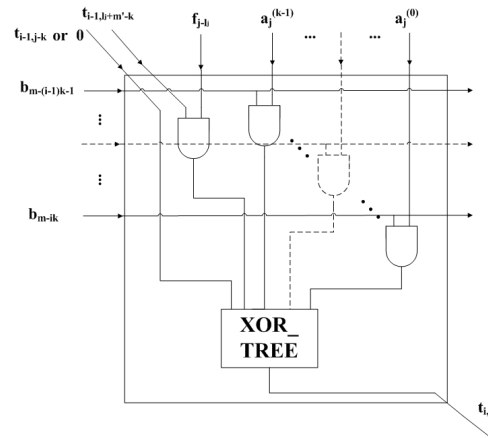 t_{i-1,l_i+m'-k}
t_{i-1,j-k} or 0
f_{j-l_i}
a_j^{(k-1)}
...
...
a_j^{(0)}
b_{m-(i-1)k-1}
...
...
b_{m-ik}
XOR_
TREE
t_{i,